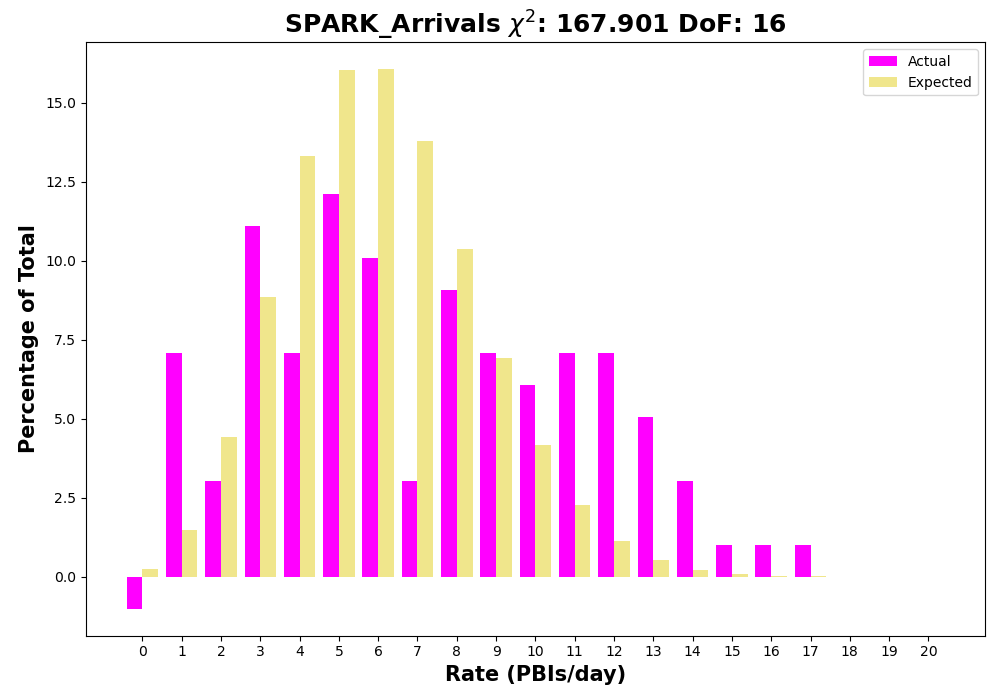 SPARK_Arrivals χ²: 167.901 DoF: 16
Actual
Expected
Percentage of Total
15.0
12.5
10.0
7.5
5.0
2.5
0.0
0 1 2 3 4 5 6 7 8 9 10 11 12 13 14 15 16 17 18 19 20
Rate (PBIs/day)